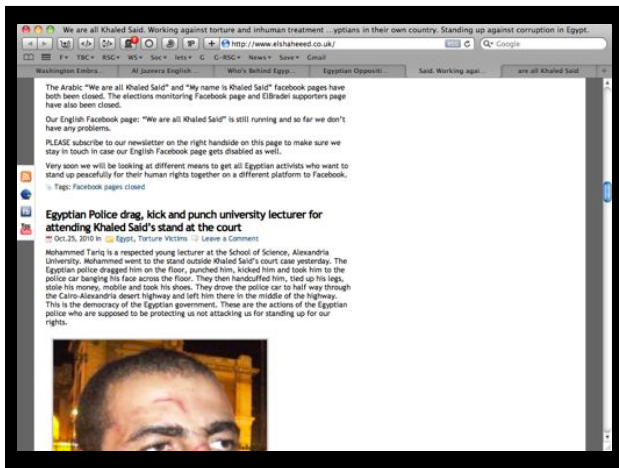 We are all Khaled Said. Working against torture and inhuman treatment ...yptians in their own country. Standing up against corruption in Egypt.
http://www.elshaheeed.co.uk/
Google
F▾ TBC▾ RSC▾ WS▾ Soc▾ lets▾ G G-RSG▾ News▾ Save▾ Gmail
Washington Embra... Al Jazeera English... Who's Behind Egyp... Egyptian Oppositi... Said. Working agai... are all Khaled Said
The Arabic "We are all Khaled Said" and "My name is Khaled Said" facebook pages have
both been closed. The elections monitoring Facebook page and ElBradei supporters page
have also been closed.
Our English Facebook page: "We are all Khaled Said" is still running and so far we don't
have any problems.
PLEASE subscribe to our newsletter on the right handside on this page to make sure we
stay in touch in case our English Facebook page gets disabled as well.
Very soon we will be looking at different means to get all Egyptian activists who want to
stand up peacefully for their human rights together on a different platform to Facebook.
Tags: Facebook pages closed
Egyptian Police drag, kick and punch university lecturer for
attending Khaled Said's stand at the court
Oct.25, 2010 in Egypt, Torture Victims Leave a Comment
Mohammed Tariq is a respected young lecturer at the School of Science, Alexandria
University. Mohammed went to the stand outside Khaled Said's court case yesterday. The
Egyptian police dragged him on the floor, punched him, kicked him and took him to the
police car banging his face across the floor. They then handcuffed him, tied up his legs,
stole his money, mobile and took his shoes. They drove the police car to half way through
the Cairo-Alexandria desert highway and left him there in the middle of the highway.
This is the democracy of the Egyptian government. These are the actions of the Egyptian
police who are supposed to be protecting us not attacking us for standing up for our
rights.